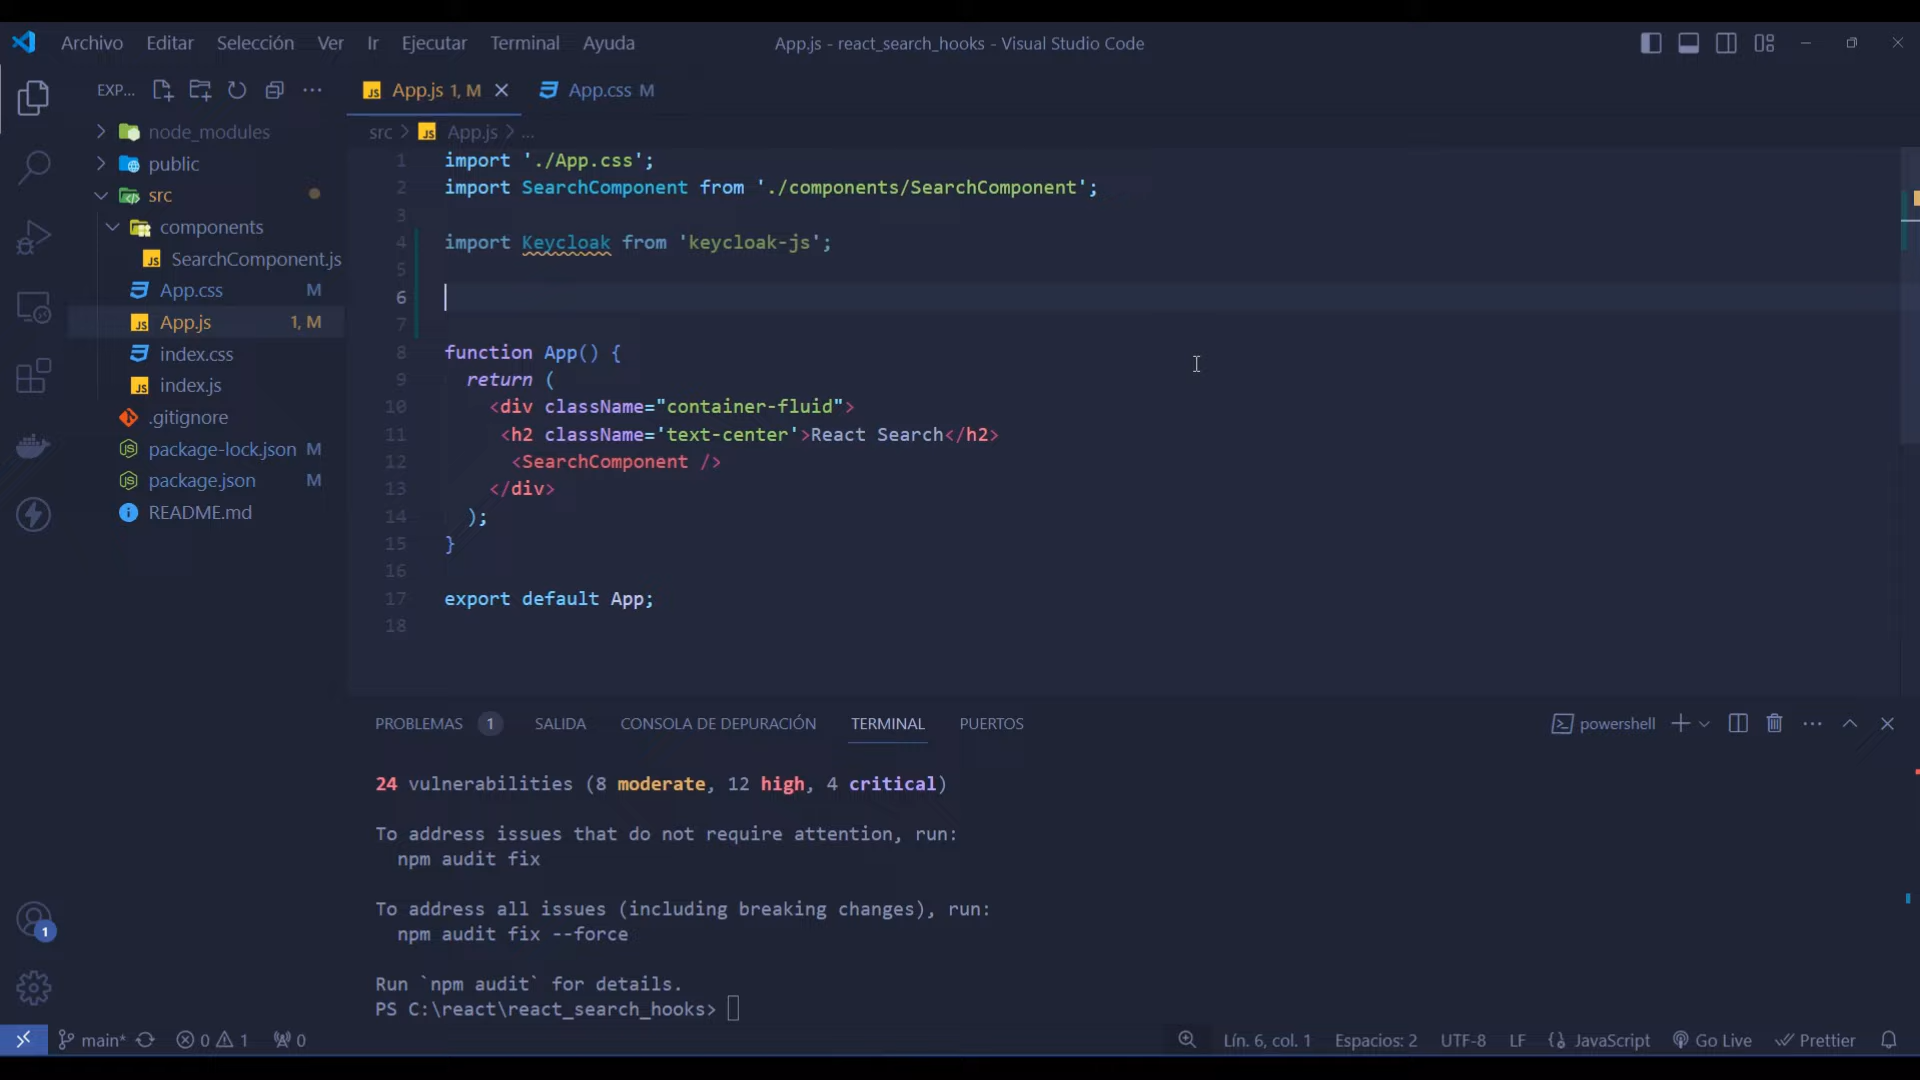 Archivo Editar Selección Ver Ir Ejecutar Terminal Ayuda
App.js - react_search_hooks - Visual Studio Code
EXP...
node_modules
public
src
components
SearchComponent.js
App.css M
App.js 1, M
index.css
index.js
.gitignore
package-lock.json M
package.json M
README.md
1
App.js 1, M
App.css M
src > App.js > ...
1 import './App.css';
2 import SearchComponent from './components/SearchComponent';
3
4 import Keycloak from 'keycloak-js';
5
6
7
8 function App() {
9 return (
10 <div className="container-fluid">
11 <h2 className='text-center'>React Search</h2>
12 <SearchComponent />
13 </div>
14 );
15 }
16
17 export default App;
18
PROBLEMAS 1 SALIDA CONSOLA DE DEPURACIÓN TERMINAL PUERTOS
powershell
24 vulnerabilities (8 moderate, 12 high, 4 critical)
To address issues that do not require attention, run:
npm audit fix
To address all issues (including breaking changes), run:
npm audit fix --force
Run `npm audit` for details.
PS C:\react\react_search_hooks>
main* 0 1 0
Lín. 6, col. 1 Espacios: 2 UTF-8 LF {} JavaScript Go Live Prettier